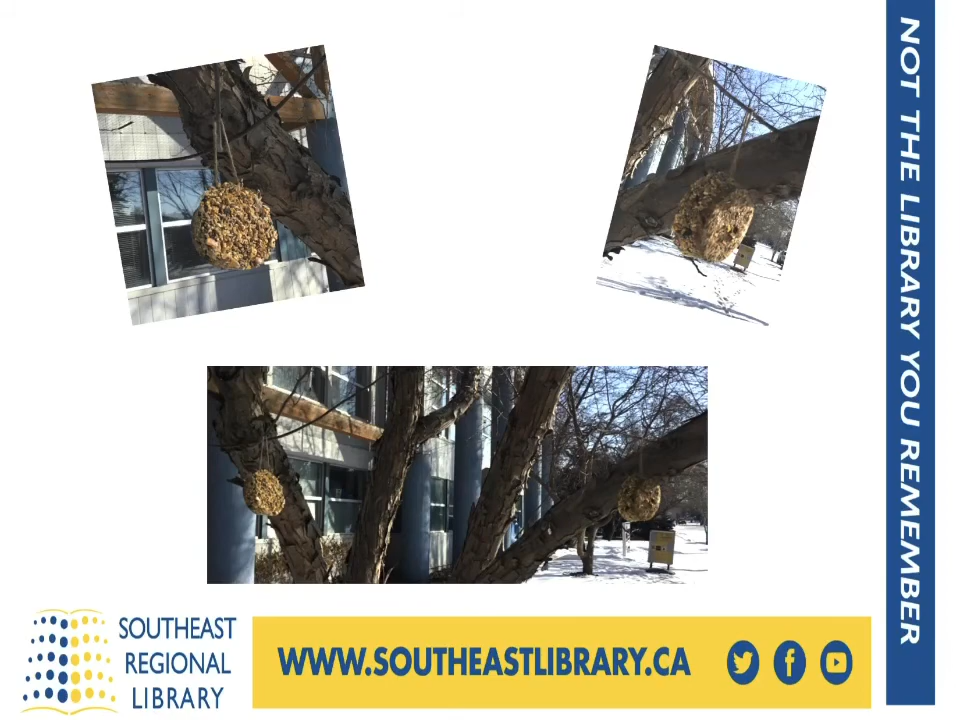 NOT THE LIBRARY YOU REMEMBER
SOUTHEAST
REGIONAL
LIBRARY
WWW.SOUTHEASTLIBRARY.CA